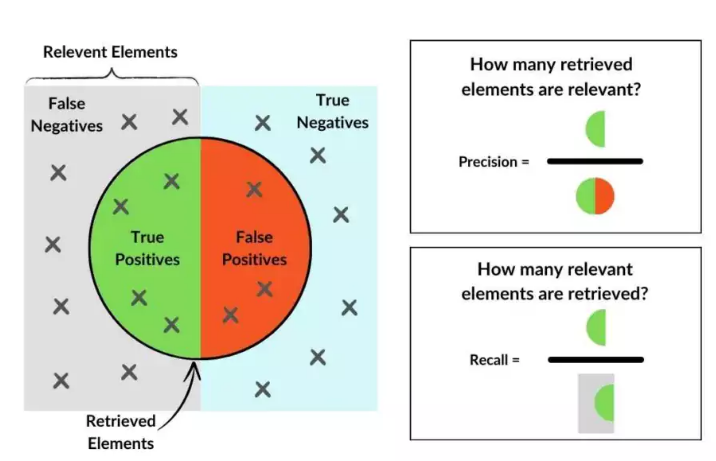 Relevent Elements
False
Negatives
True
Negatives
True
Positives
False
Positives
Retrieved
Elements
How many retrieved
elements are relevant?
Precision =
How many relevant
elements are retrieved?
Recall =